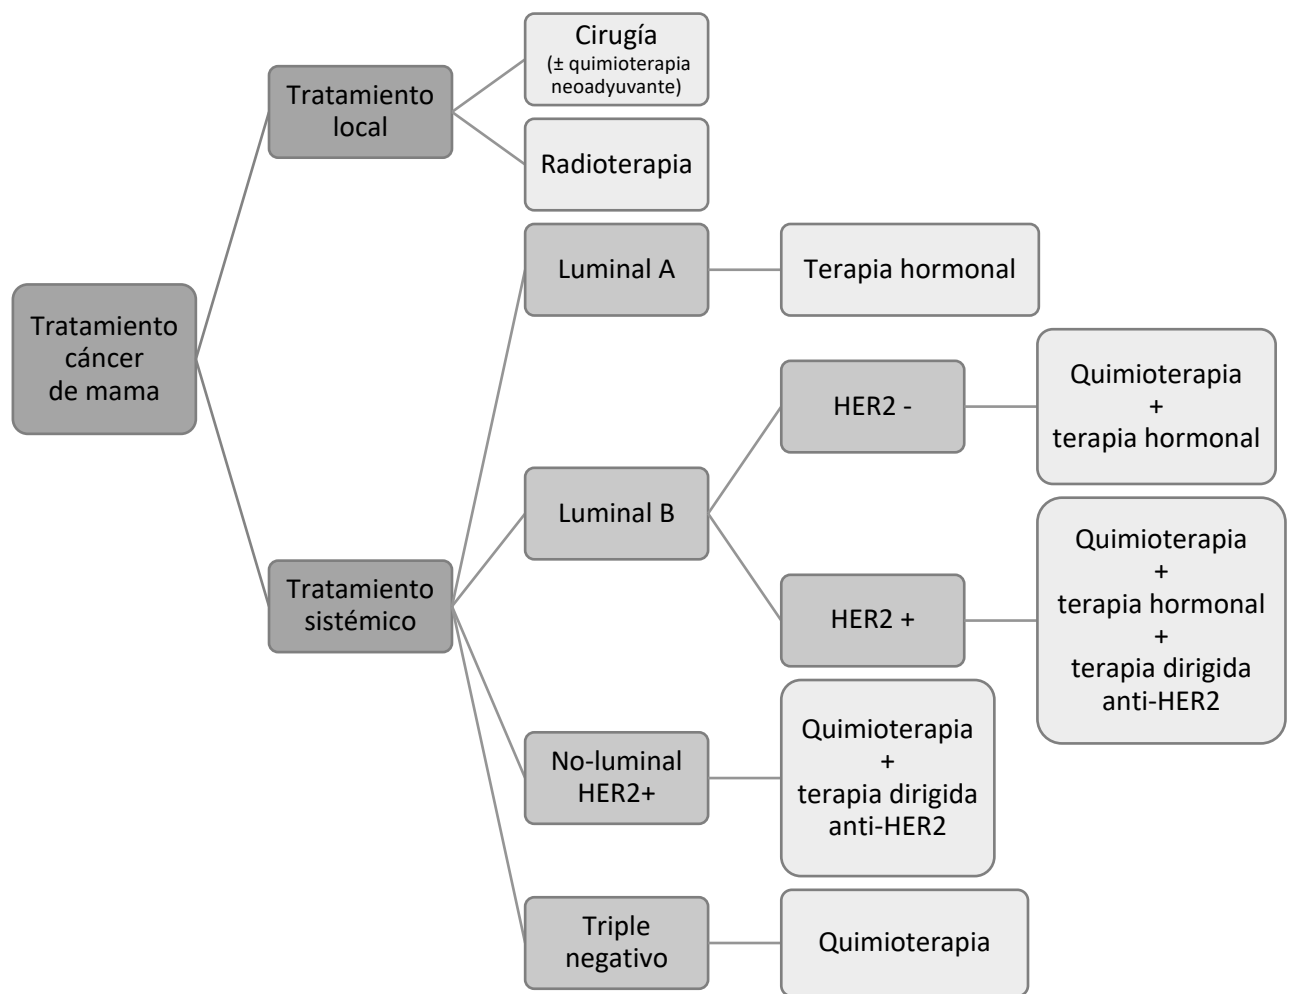 Tratamiento
cáncer
de mama
Tratamiento
local
Cirugía
(± quimioterapia
neoadyuvante)
Radioterapia
Tratamiento
sistémico
Luminal A
Terapia hormonal
Luminal B
HER2 -
Quimioterapia
+
terapia hormonal
HER2 +
Quimioterapia
+
terapia hormonal
+
terapia dirigida
anti-HER2
No-luminal
HER2+
Quimioterapia
+
terapia dirigida
anti-HER2
Triple
negativo
Quimioterapia